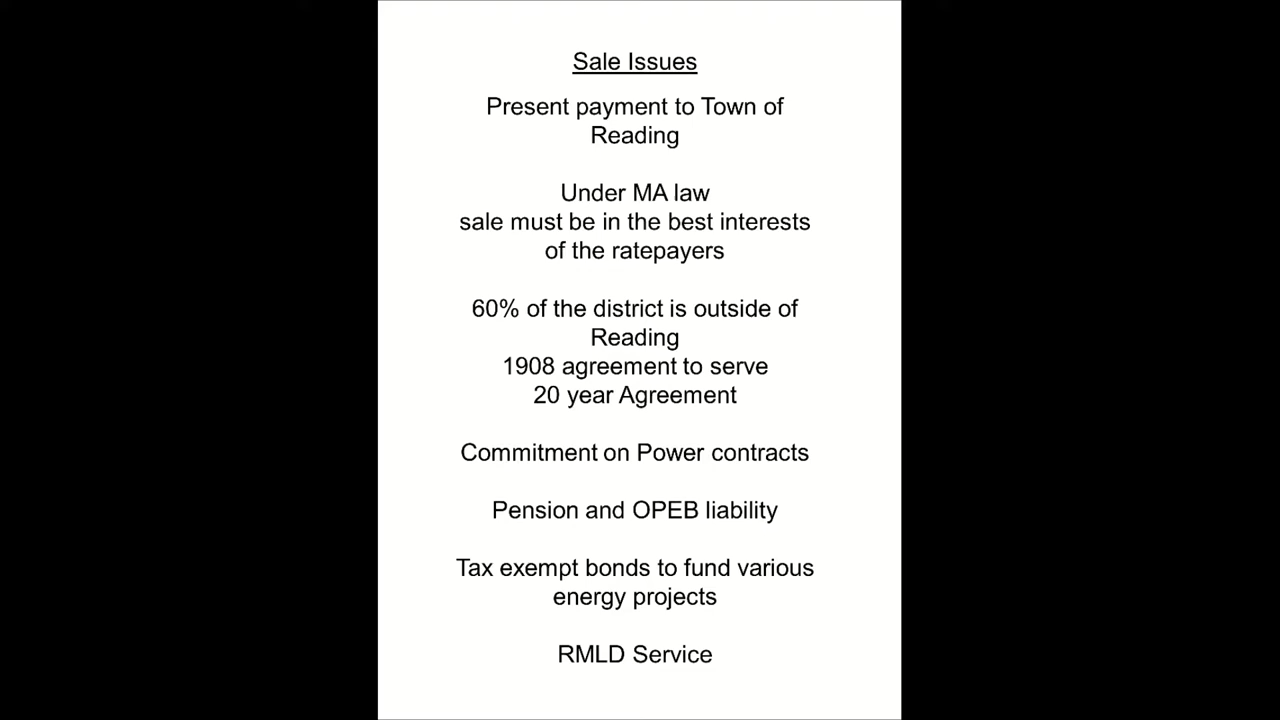 Sale Issues
Present payment to Town of
Reading
Under MA law
sale must be in the best interests
of the ratepayers
60% of the district is outside of
Reading
1908 agreement to serve
20 year Agreement
Commitment on Power contracts
Pension and OPEB liability
Tax exempt bonds to fund various
energy projects
RMLD Service